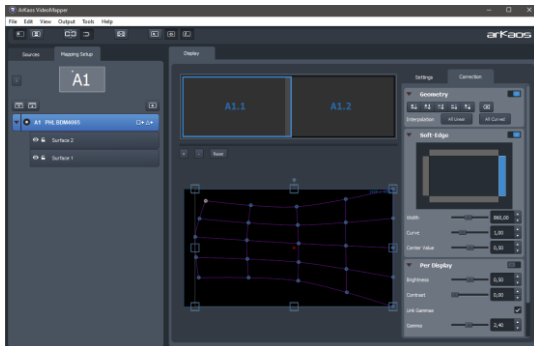 ArKaos VideoMapper
File Edit View Output Tools Help
arkaos
Sources Mapping Setup
Display
A1
A1 PHL BDM4065
Surface 2
Surface 1
A1.1 A1.2
Reset
Settings Correction
Geometry
Interpolation All Linear All Curved
Soft-Edge
Width 880,00
Curve 1,00
Center Value 0,50
Per Display
Brightness 0,50
Contrast 0,00
Link Gammas
Gamma 2,40